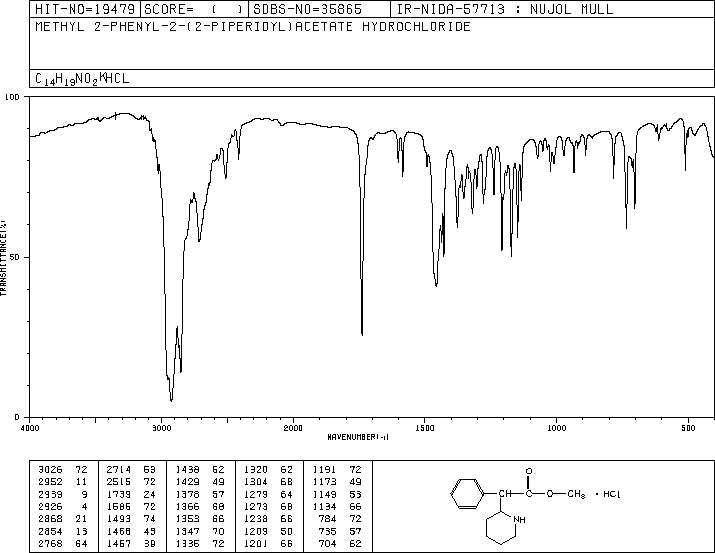 HIT-NO=19479 SCORE= ( ) SDBS-NO=35865 IR-NIDA-57713 : NUJOL MULL
METHYL 2-PHENYL-2-(2-PIPERIDYL)ACETATE HYDROCHLORIDE
C14H19NO2KHCL
100
TRANSMITTANCE(%)
50
0
4000 3000 2000 1500 1000 500
WAVENUMBER(-1)
3026 72 2714 53 1438 62 1320 62 1191 72
2952 11 2515 72 1429 49 1304 68 1173 49
2939 9 1739 24 1378 57 1279 64 1149 53
2926 4 1586 72 1366 68 1273 68 1134 66
2868 21 1493 74 1353 66 1238 66 784 72
2854 13 1468 49 1347 70 1209 50 735 57
2768 64 1457 39 1336 72 1201 66 704 62
O
CH O CH3 · HCl
NH